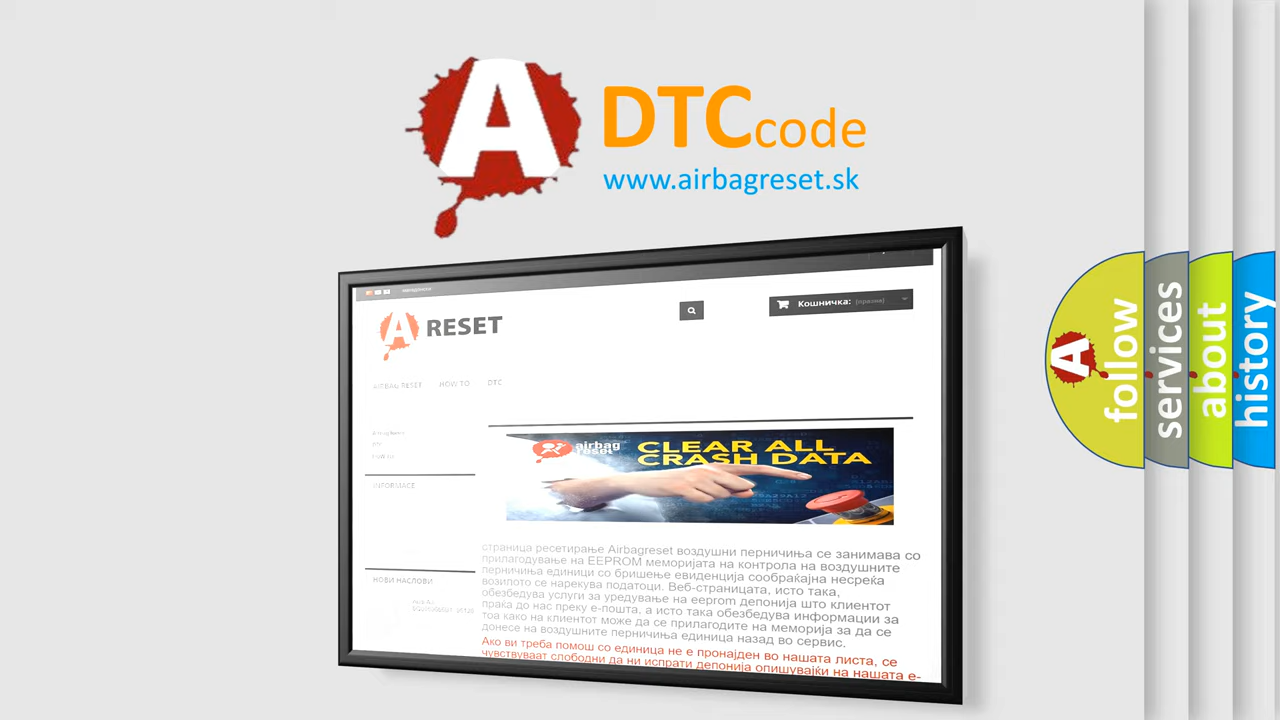 A DTC code
www.airbagreset.sk
Кошничка: (празни)
A RESET
AIRBAG RESET HOW TO DTC
airbag reset
CLEAR ALL
CRASH DATA
INFORMACE
НОВИ НАСЛОВИ
страница ресетирање Airbagreset воздушни перничиња се занимава со
прилагодување на EEPROM меморијата на контрола на воздушните
перничиња единици со бришење евиденција сообраќајна несреќа
возилото се нарекува податоци. Веб-страницата, исто така,
обезбедува услуги за уредување на eeprom депонија што клиентот
праќа до нас преку е-пошта, а исто така обезбедува информации за
тоа како на клиентот може да се прилагодите на меморија за да се
донесе на воздушните перничиња единица назад во сервис.
Ако ви треба помош со единица не е пронајден во нашата листа, се
чувствуваат слободни да ни испрати депонија опишувајќи на нашата е-
A follow
services
about
history